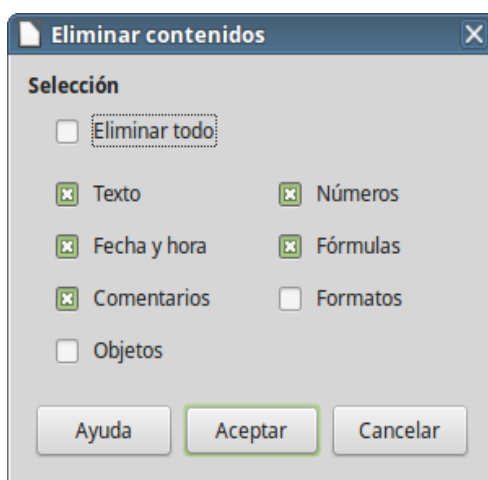 Eliminar contenidos
Selección
Eliminar todo
Texto Números
Fecha y hora Fórmulas
Comentarios Formatos
Objetos
Ayuda Aceptar Cancelar